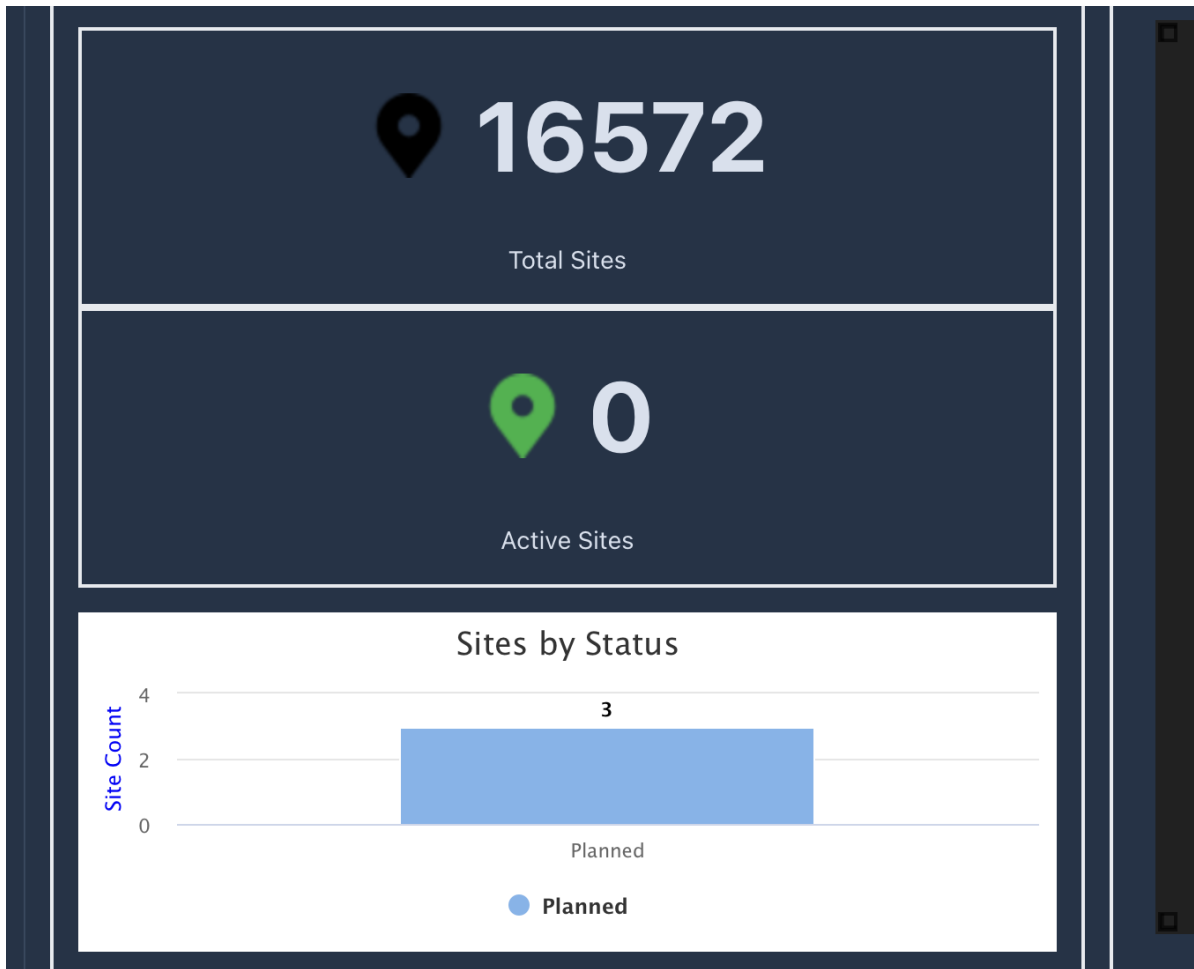 16572
Total Sites
0
Active Sites
Sites by Status
Site Count
4
2
0
3
Planned
Planned